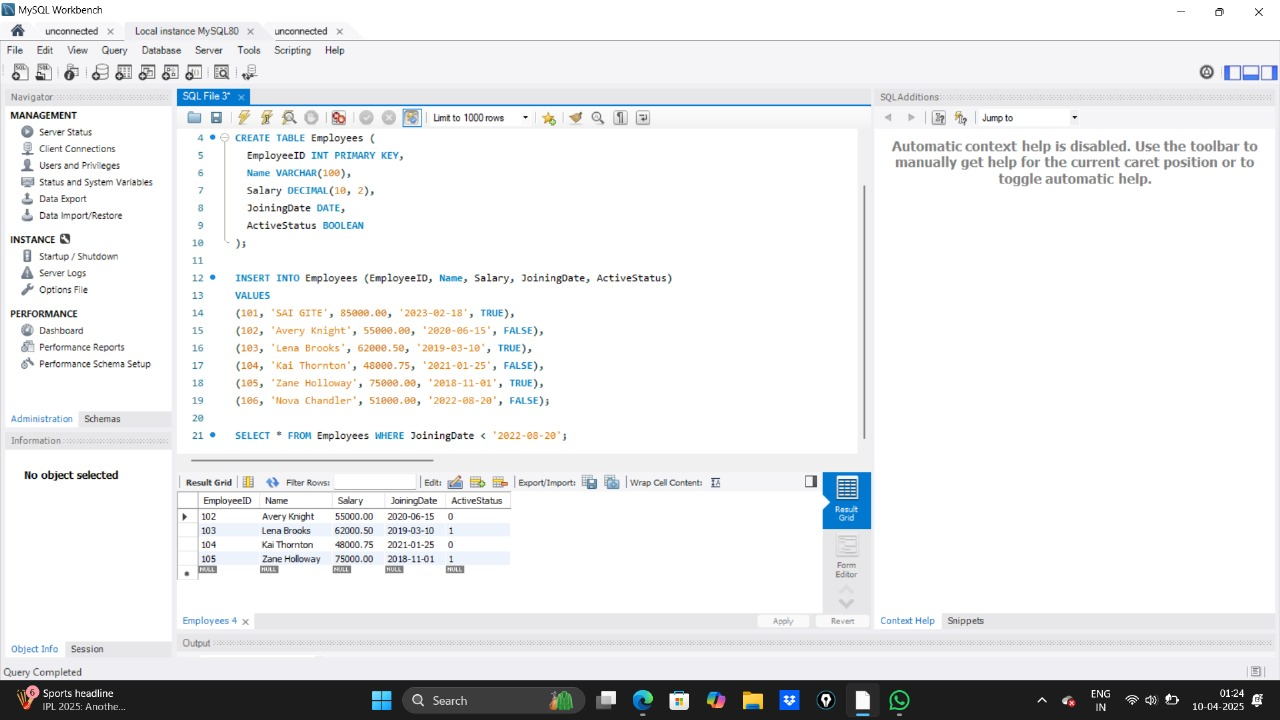 MySQL Workbench
unconnected Local instance MySQL80 unconnected
File Edit View Query Database Server Tools Scripting Help
Navigator
MANAGEMENT
Server Status
Client Connections
Users and Privileges
Status and System Variables
Data Export
Data Import/Restore
INSTANCE
Startup / Shutdown
Server Logs
Options File
PERFORMANCE
Dashboard
Performance Reports
Performance Schema Setup
Administration Schemas
Information
No object selected
Object Info Session
Query Completed
SQL File 3*
Limit to 1000 rows
4 CREATE TABLE Employees (
5 EmployeeID INT PRIMARY KEY,
6 Name VARCHAR(100),
7 Salary DECIMAL(10, 2),
8 JoiningDate DATE,
9 ActiveStatus BOOLEAN
10 );
11
12 INSERT INTO Employees (EmployeeID, Name, Salary, JoiningDate, ActiveStatus)
13 VALUES
14 (101, 'SAI GITE', 85000.00, '2023-02-18', TRUE),
15 (102, 'Avery Knight', 55000.00, '2020-06-15', FALSE),
16 (103, 'Lena Brooks', 62000.50, '2019-03-10', TRUE),
17 (104, 'Kai Thornton', 48000.75, '2021-01-25', FALSE),
18 (105, 'Zane Holloway', 75000.00, '2018-11-01', TRUE),
19 (106, 'Nova Chandler', 51000.00, '2022-08-20', FALSE);
20
21 SELECT * FROM Employees WHERE JoiningDate < '2022-08-20';
Result Grid Filter Rows: Edit: Export/Import: Wrap Cell Content:
EmployeeID Name Salary JoiningDate ActiveStatus
102 Avery Knight 55000.00 2020-06-15 0
103 Lena Brooks 62000.50 2019-03-10 1
104 Kai Thornton 48000.75 2021-01-25 0
105 Zane Holloway 75000.00 2018-11-01 1
NULL NULL NULL NULL NULL
Result Grid
Form Editor
Employees 4 Apply Revert
Output
SQLAdditions
Jump to
Automatic context help is disabled. Use the toolbar to
manually get help for the current caret position or to
toggle automatic help.
Context Help Snippets
6 Sports headline
IPL 2025: Anothe...
Search
ENG
IN
01:24
10-04-2025